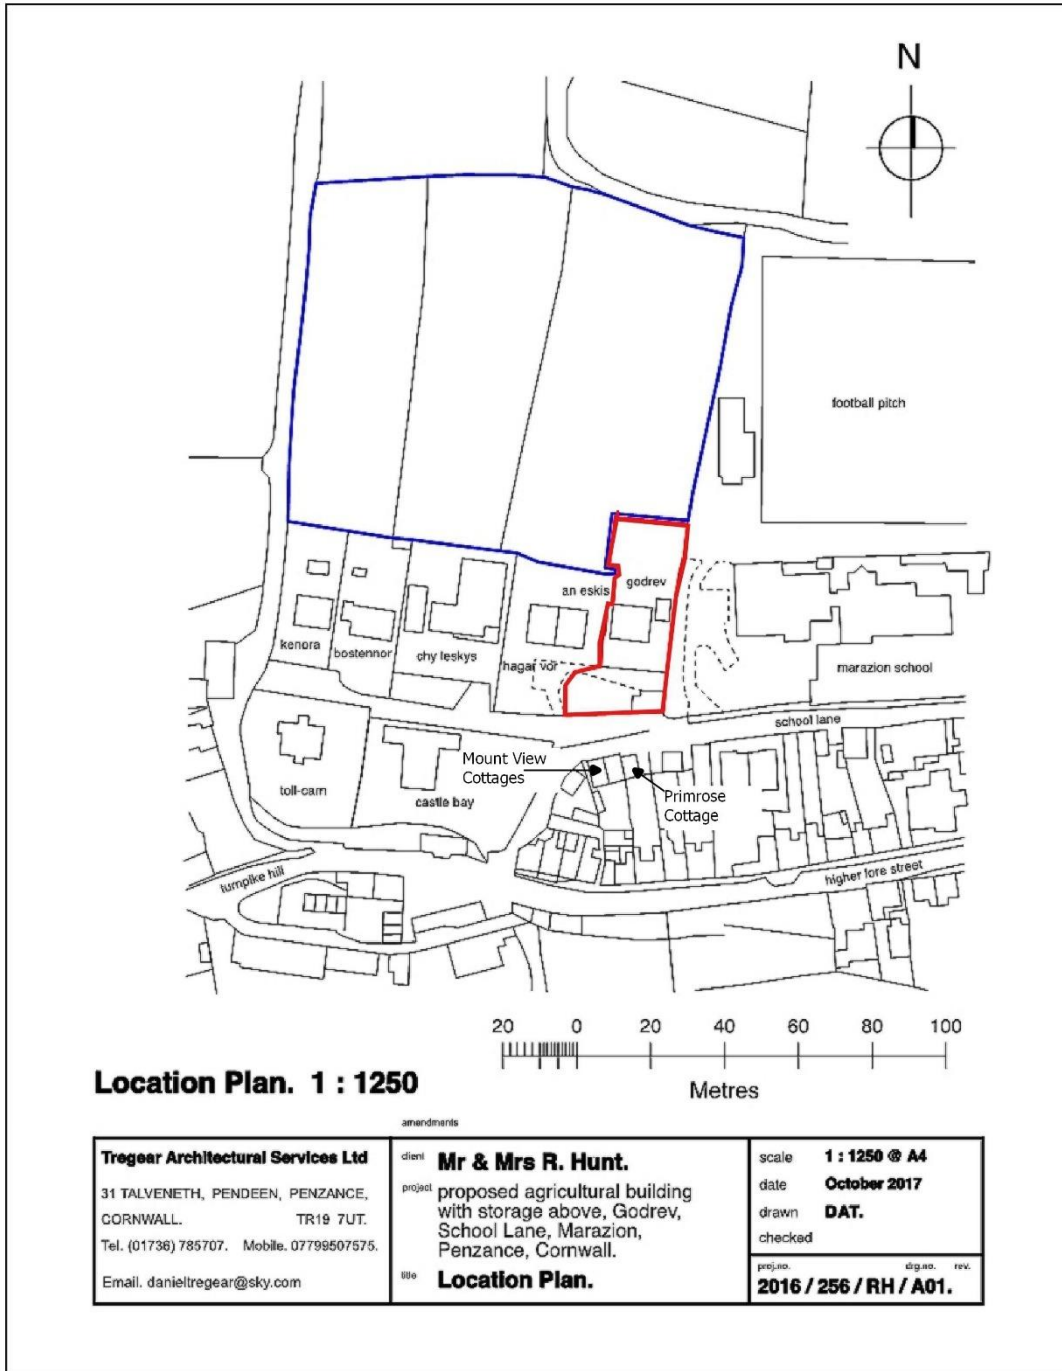 N
football pitch
an eskis
godrev
kenora
bostennor
chy leskys
hagar vor
marazion school
school lane
Mount View
Cottages
Primrose
Cottage
toll-carn
castle bay
turnpike hill
higher fore street
20 0 20 40 60 80 100
Metres
Location Plan. 1 : 1250
amendments
Tregear Architectural Services Ltd
31 TALVENETH, PENDEEN, PENZANCE,
CORNWALL. TR19 7UT.
Tel. (01736) 785707. Mobile. 07799507575.
Email. danieltregear@sky.com
client Mr & Mrs R. Hunt.
project proposed agricultural building
with storage above, Godrev,
School Lane, Marazion,
Penzance, Cornwall.
title Location Plan.
scale 1 : 1250 @ A4
date October 2017
drawn DAT.
checked
proj.no. drg.no. rev.
2016 / 256 / RH / A01.